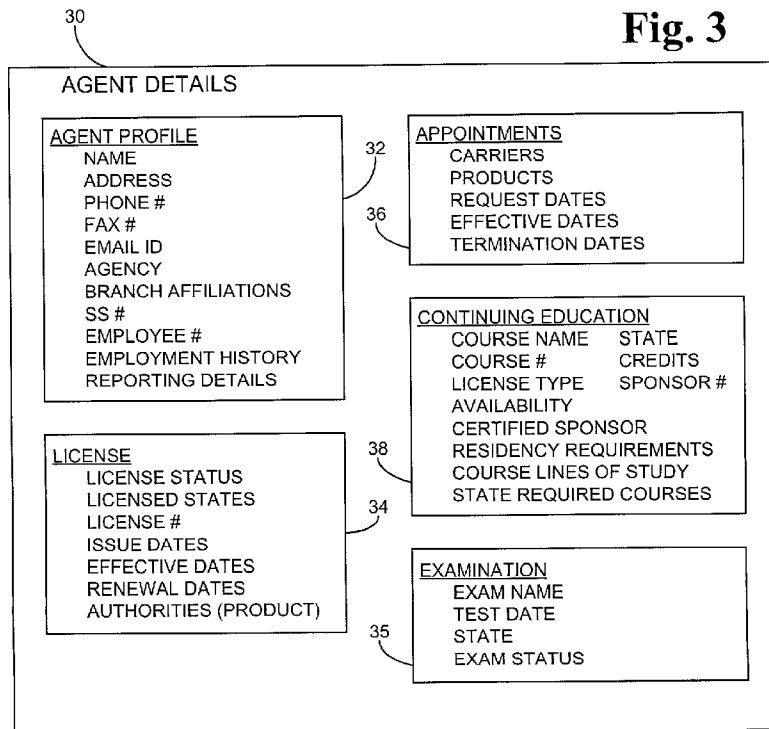 Fig. 3
30
AGENT DETAILS
AGENT PROFILE
NAME
ADDRESS
PHONE #
FAX #
EMAIL ID
AGENCY
BRANCH AFFILIATIONS
SS #
EMPLOYEE #
EMPLOYMENT HISTORY
REPORTING DETAILS
32
LICENSE
LICENSE STATUS
LICENSED STATES
LICENSE #
ISSUE DATES
EFFECTIVE DATES
RENEWAL DATES
AUTHORITIES (PRODUCT)
34
APPOINTMENTS
CARRIERS
PRODUCTS
REQUEST DATES
EFFECTIVE DATES
TERMINATION DATES
36
CONTINUING EDUCATION
COURSE NAME STATE
COURSE # CREDITS
LICENSE TYPE SPONSOR #
AVAILABILITY
CERTIFIED SPONSOR
RESIDENCY REQUIREMENTS
COURSE LINES OF STUDY
STATE REQUIRED COURSES
38
EXAMINATION
EXAM NAME
TEST DATE
STATE
EXAM STATUS
35